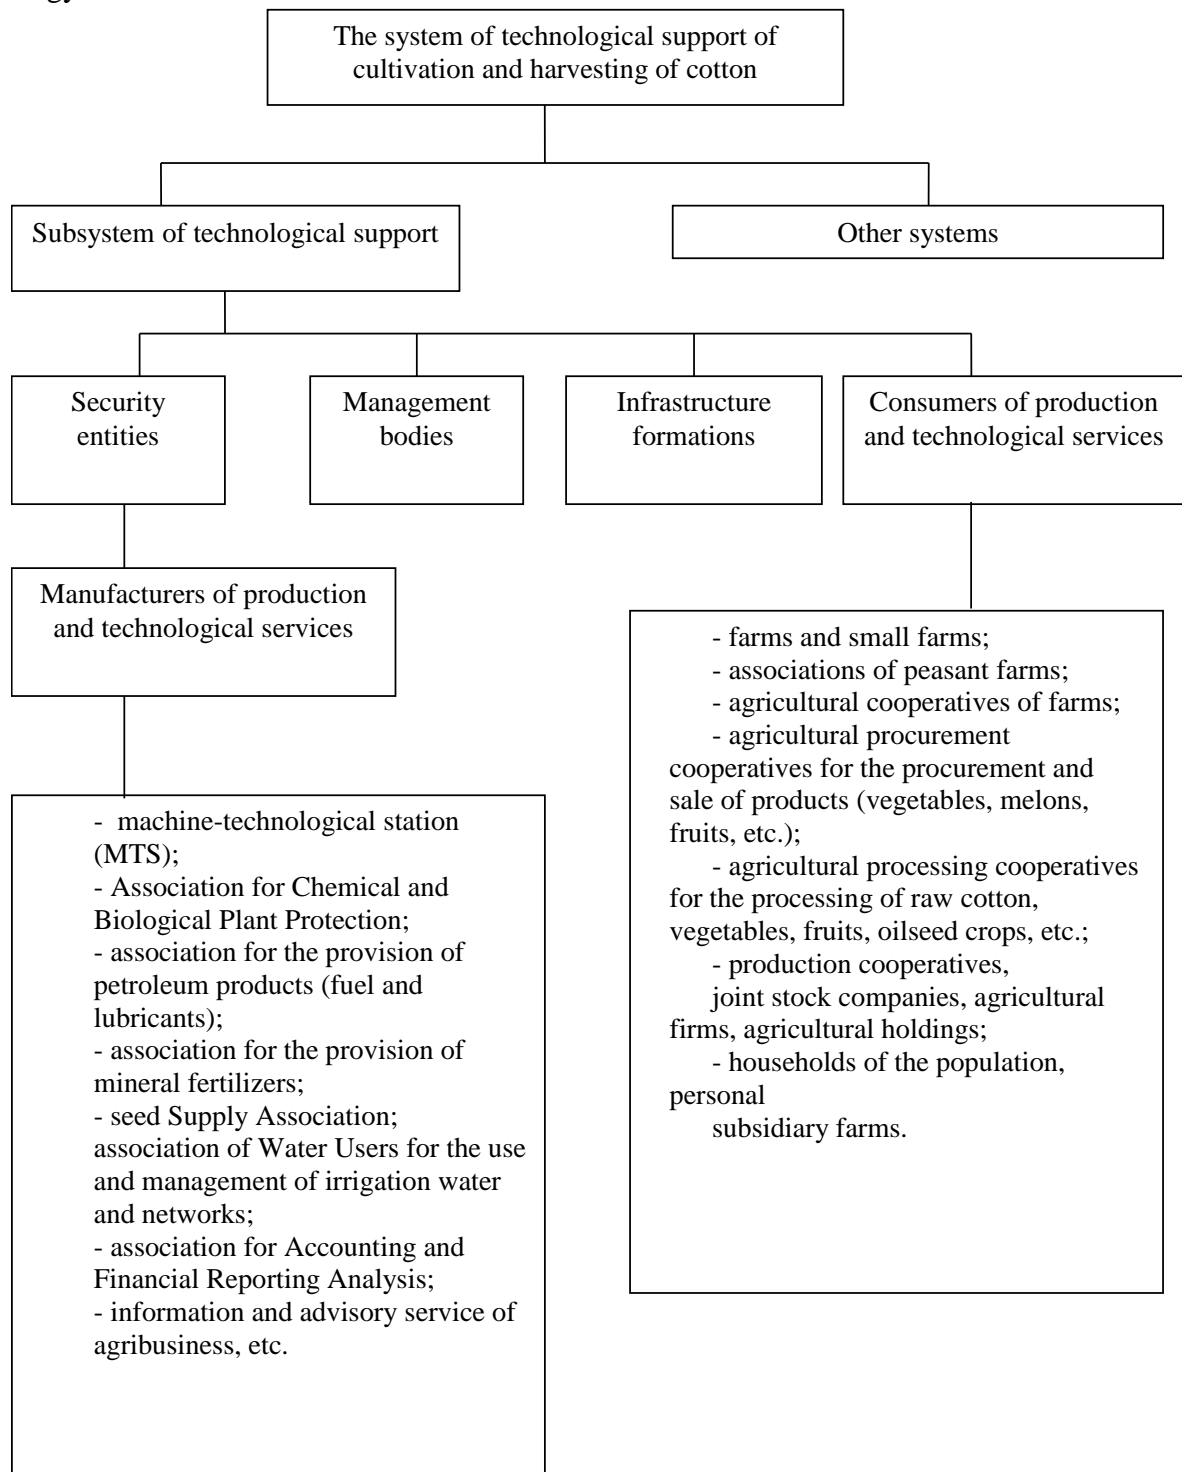 The system of technological support of
cultivation and harvesting of cotton
Subsystem of technological support
Other systems
Security
entities
Management
bodies
Infrastructure
formations
Consumers of production
and technological services
Manufacturers of production
and technological services
- farms and small farms;
- associations of peasant farms;
- agricultural cooperatives of farms;
- agricultural procurement
cooperatives for the procurement and
sale of products (vegetables, melons,
fruits, etc.);
- agricultural processing cooperatives
for the processing of raw cotton,
vegetables, fruits, oilseed crops, etc.;
- production cooperatives,
joint stock companies, agricultural
firms, agricultural holdings;
- households of the population,
personal
subsidiary farms.
- machine-technological station
(MTS);
- Association for Chemical and
Biological Plant Protection;
- association for the provision of
petroleum products (fuel and
lubricants);
- association for the provision of
mineral fertilizers;
- seed Supply Association;
association of Water Users for the use
and management of irrigation water
and networks;
- association for Accounting and
Financial Reporting Analysis;
- information and advisory service of
agribusiness, etc.